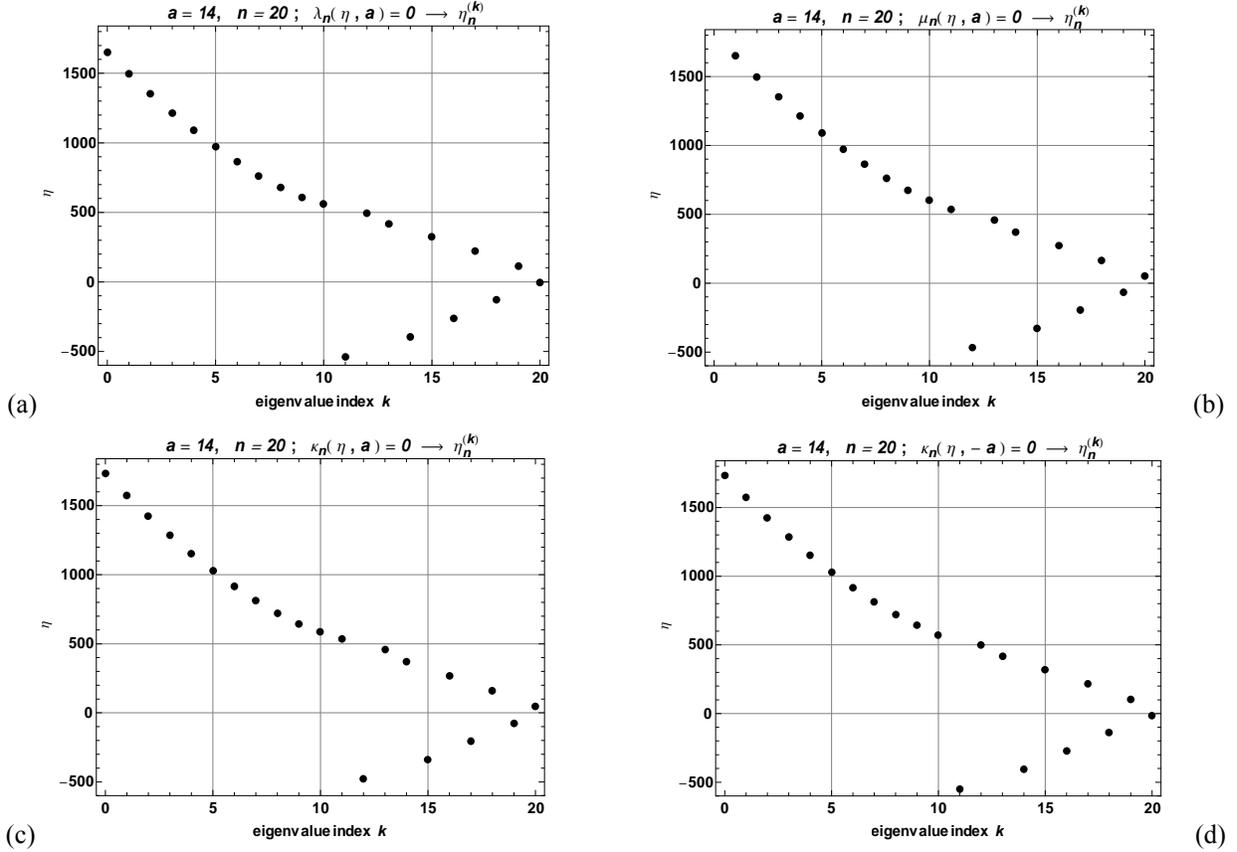 a = 14, n = 20 ; λn( η , a ) = 0 → ηn(k)
1500
1000
500
0
−500
η
0 5 10 15 20
eigenvalue index k
(a)
a = 14, n = 20 ; μn( η , a ) = 0 → ηn(k)
1500
1000
500
0
−500
η
0 5 10 15 20
eigenvalue index k
(b)
a = 14, n = 20 ; κn( η , a ) = 0 → ηn(k)
1500
1000
500
0
−500
η
0 5 10 15 20
eigenvalue index k
(c)
a = 14, n = 20 ; κn( η , − a ) = 0 → ηn(k)
1500
1000
500
0
−500
η
0 5 10 15 20
eigenvalue index k
(d)